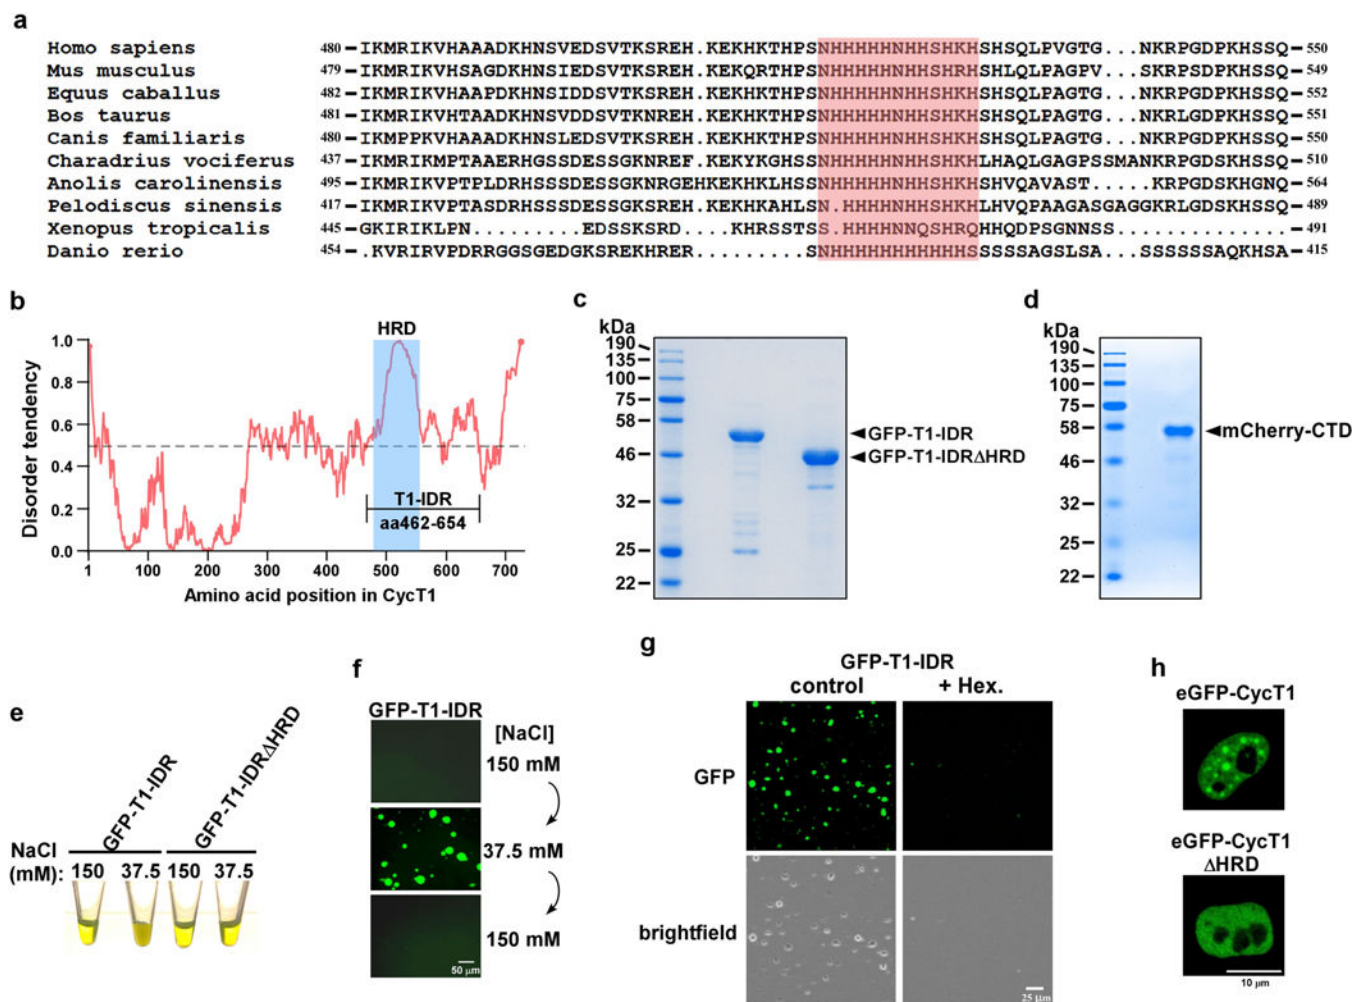 a
Homo sapiens 480 – IKMRIKVHAAADKHNSVEDSVTKSREH.KEKHKTHPSNHHHHHNHHSHKHSHSQLPVGTG...NKRPGDPKHSSQ – 550
Mus musculus 479 – IKMRIKVHSAGDKHNSIEDSVTKSREH.KEKQRTHPSNHHHHHNHHSHRHSHLQLPAGPV...SKRPSDPKHSSQ – 549
Equus caballus 482 – IKMRIKVHAAPDKHNSIEDSVTKSREH.KEKHKTHPSNHHHHHNHHSHKHSHSQLPAGTG...NKRPGDPKHSSQ – 552
Bos taurus 481 – IKMRIKVHTAADKHNSVDDSVTKNREH.KEKHKTHPSNHHHHHNHHSHKHSHSQLPAGTG...NKRLGDPKHSSQ – 551
Canis familiaris 480 – IKMPPKVHAAADKHNSLEDSVTKSREH.KEKHKTHPSNHHHHHNHHSHKHSHSQLPAGTG...NKRPGDPKHSSQ – 550
Charadrius vociferus 437 – IKMRIKMPTAAERHGSSDESSGKNREF.KEKYKGHSSNHHHHHNHHSHKHLHAQLGAGPSSMANKRPGDSKHSSQ – 510
Anolis carolinensis 495 – IKMRIKVPTPLDRHSSSDESSGKNRGEHKEKHKLHSSNHHHHHNHHSHKHSHVQAVAST.....KRPGDSKHGNQ – 564
Pelodiscus sinensis 417 – IKMRIKVPTASDRHSSSDESSGKSREH.KEKHKAHLSN.HHHHNHHSHKHLHVQPAAGASGAGGKRLGDSKHSSQ – 489
Xenopus tropicalis 445 – GKIRIKLPN.........EDSSKSRD....KHRSSTSS.HHHHNNQSHRQHHQDPSGNNSS.............. – 491
Danio rerio 454 – .KVRIRVPDRRGGSGEDGKSREKHRER.........SNHHHHHHHHHHHSSSSSAGSLSA...SSSSSSAQKHSA – 415
b
HRD
Disorder tendency
1.0
0.8
0.6
0.4
0.2
0.0
T1-IDR
aa462-654
1 100 200 300 400 500 600 700
Amino acid position in CycT1
c
kDa
190
135
100
75
58
46
32
25
22
GFP-T1-IDR
GFP-T1-IDRΔHRD
d
kDa
190
135
100
75
58
46
32
25
22
mCherry-CTD
e
GFP-T1-IDR
GFP-T1-IDRΔHRD
NaCl
(mM): 150 37.5 150 37.5
f
GFP-T1-IDR
[NaCl]
150 mM
37.5 mM
150 mM
50 μm
g
GFP-T1-IDR
control + Hex.
GFP
brightfield
25 μm
h
eGFP-CycT1
eGFP-CycT1
ΔHRD
10 μm